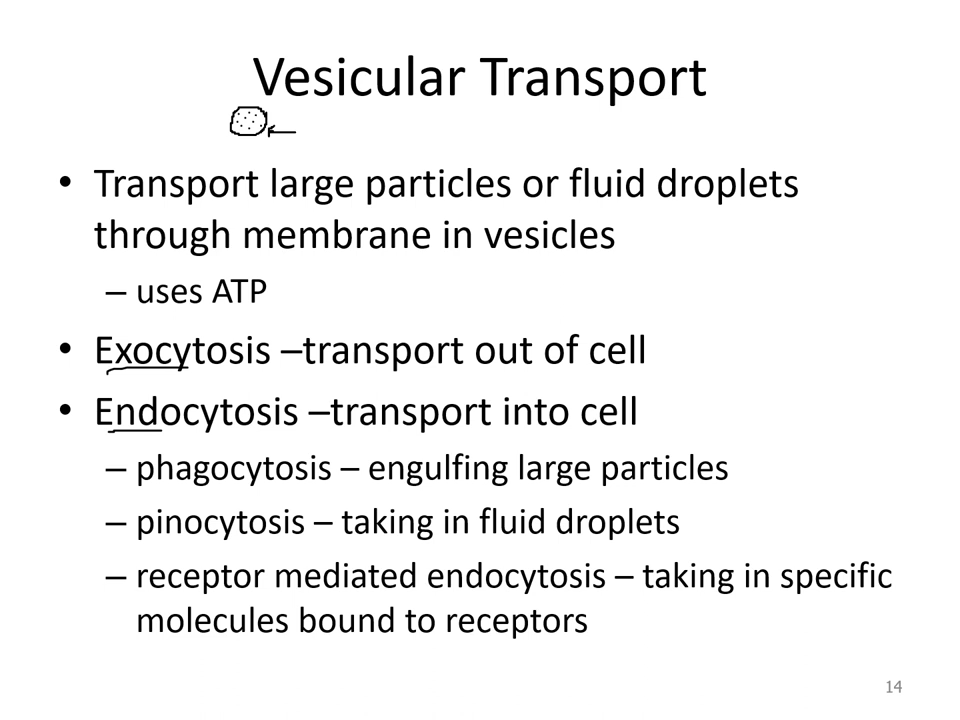 Vesicular Transport
• Transport large particles or fluid droplets
through membrane in vesicles
– uses ATP
• Exocytosis –transport out of cell
• Endocytosis –transport into cell
– phagocytosis – engulfing large particles
– pinocytosis – taking in fluid droplets
– receptor mediated endocytosis – taking in specific
molecules bound to receptors
14